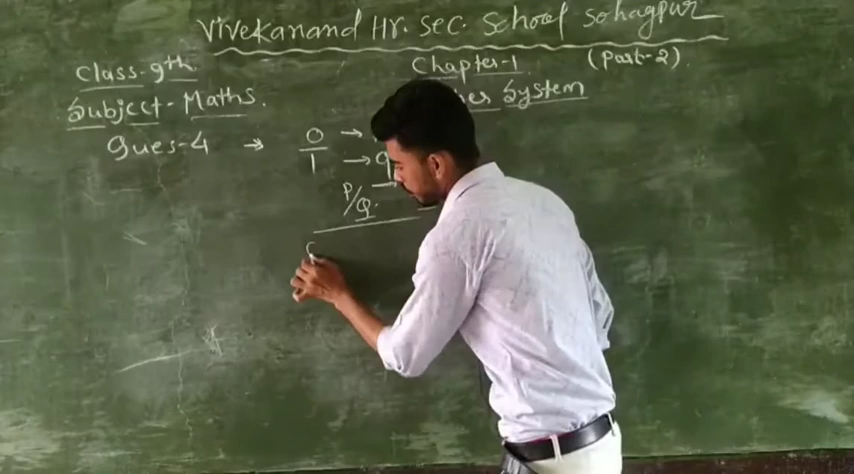 Vivekanand Hr. Sec. School Sohagpur
Class-9th. Chapter-1 (Part-2)
Subject-Maths. System
Ques-4 → 0 →
1 → q
P/Q. →